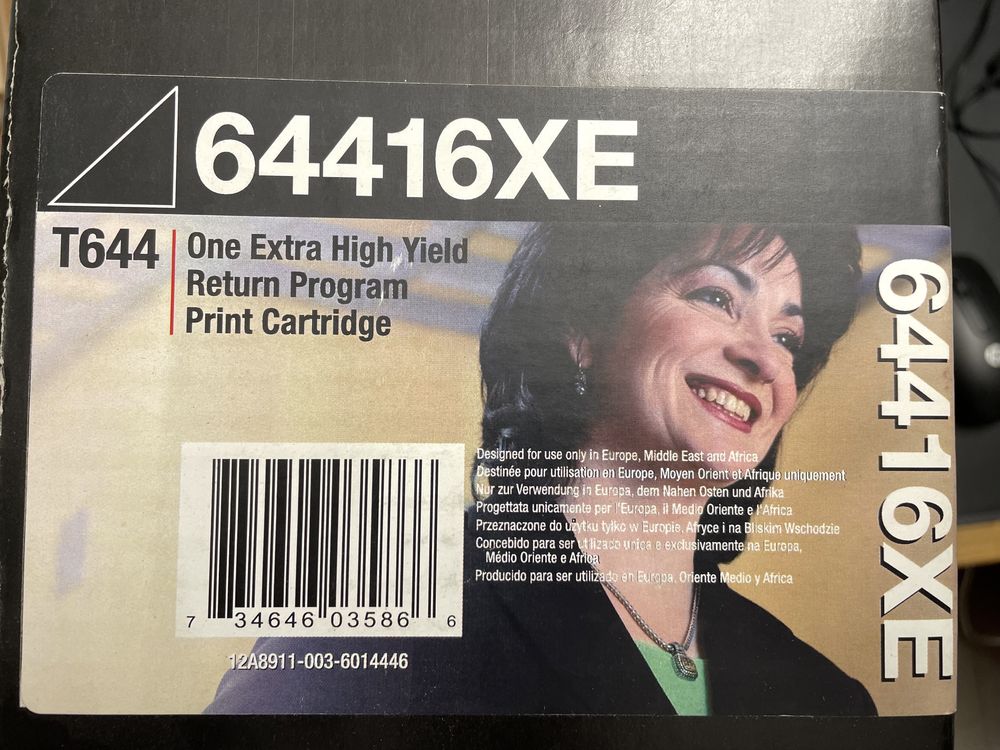 64416XE
T644
One Extra High Yield
Return Program
Print Cartridge
64416XE
Designed for use only in Europe, Middle East and Africa
Destinée pour utilisation en Europe, Moyen Orient et Afrique uniquement
Nur zur Verwendung in Europa, dem Nahen Osten und Afrika
Progettata unicamente per l'Europa, il Medio Oriente e l'Africa
Przeznaczone do użytku tylko w Europie, Afryce i na Bliskim Wschodzie
Concebido para ser utilizado unica e exclusivamente na Europa,
Médio Oriente e Africa
Producido para ser utilizado en Europa, Oriente Medio y Africa
7 34646 03586 6
12A8911-003-6014446